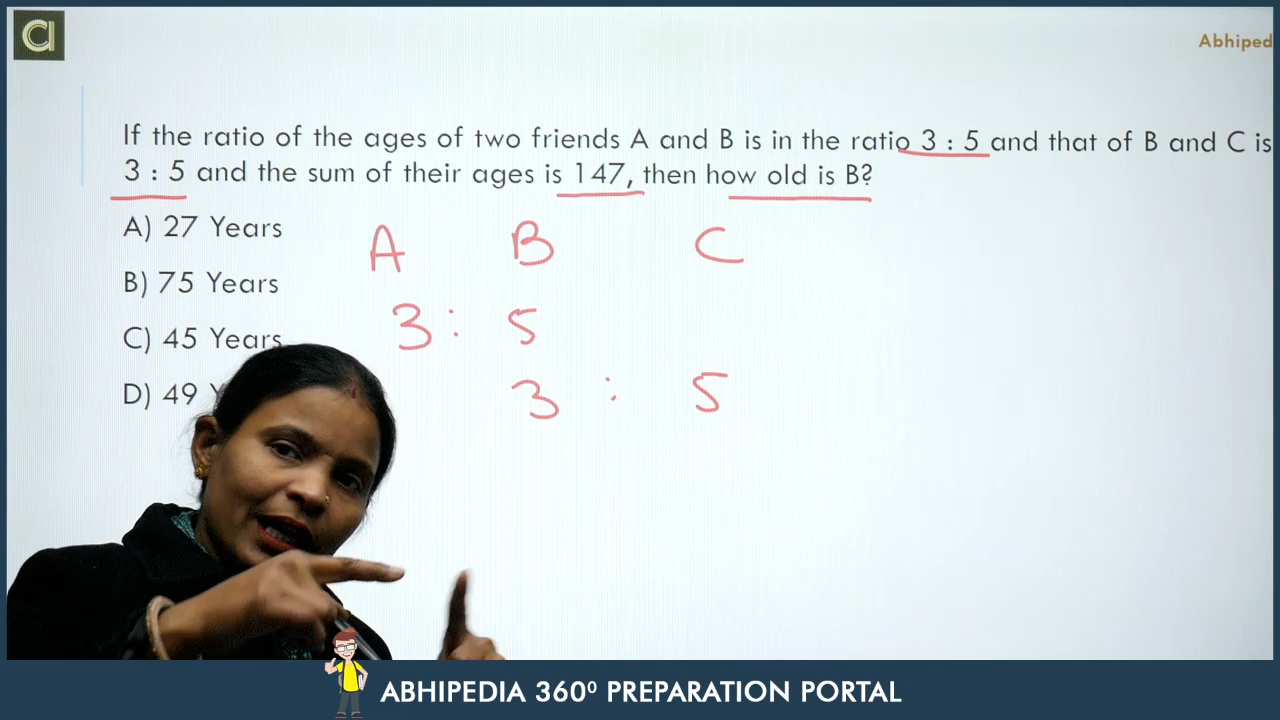 Abhiped
If the ratio of the ages of two friends A and B is in the ratio 3 : 5 and that of B and C is
3 : 5 and the sum of their ages is 147, then how old is B?
A) 27 Years
B) 75 Years
C) 45 Years
D) 49
A B C
3 : 5
3 : 5
ABHIPEDIA 360⁰ PREPARATION PORTAL